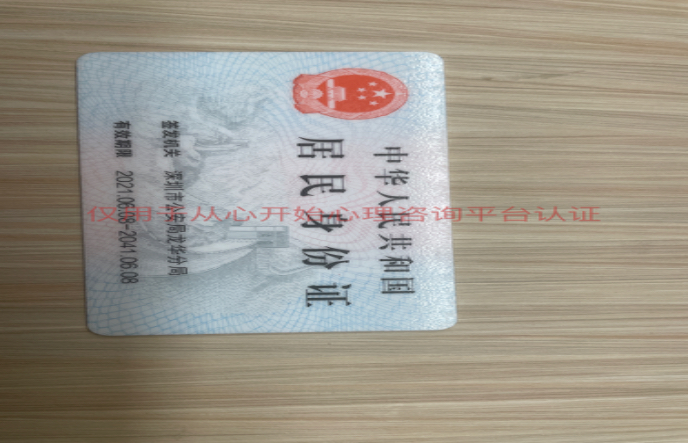 中华人民共和国
居民身份证
签发机关 深圳市公安局龙华分局
有效期限 2021.06.08-2041.06.08
仅用于从心开始心理咨询平台认证